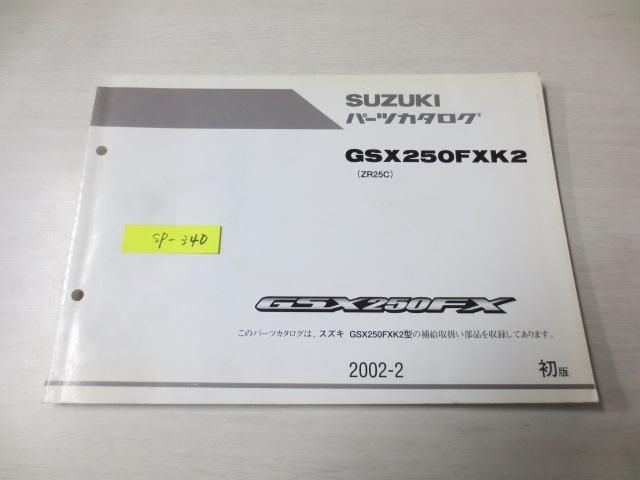 SUZUKI
パーツカタログ
GSX250FXK2
(ZR25C)
SP-340
GSX250FX
このパーツカタログは、スズキ GSX250FXK2型の補給取扱い部品を収録してあります。
2002-2 初版